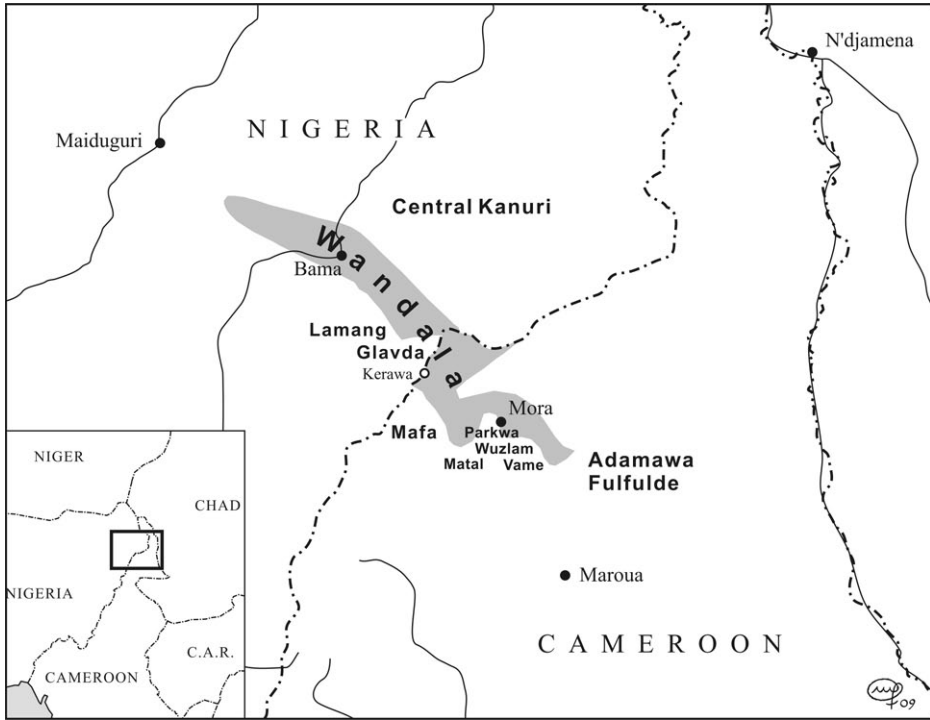 N'djamena
NIGERIA
Maiduguri
Central Kanuri
Wandala
Bama
Lamang
Glavda
Kerawa
Mora
Mafa
Parkwa
Wuzlam
Matal
Vame
Adamawa
Fulfulde
Maroua
CAMEROON
NIGER
CHAD
NIGERIA
C.A.R.
CAMEROON
09